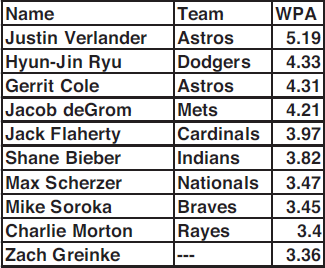 Name Team WPA
Justin Verlander Astros 5.19
Hyun-Jin Ryu Dodgers 4.33
Gerrit Cole Astros 4.31
Jacob deGrom Mets 4.21
Jack Flaherty Cardinals 3.97
Shane Bieber Indians 3.82
Max Scherzer Nationals 3.47
Mike Soroka Braves 3.45
Charlie Morton Rayes 3.4
Zach Greinke --- 3.36